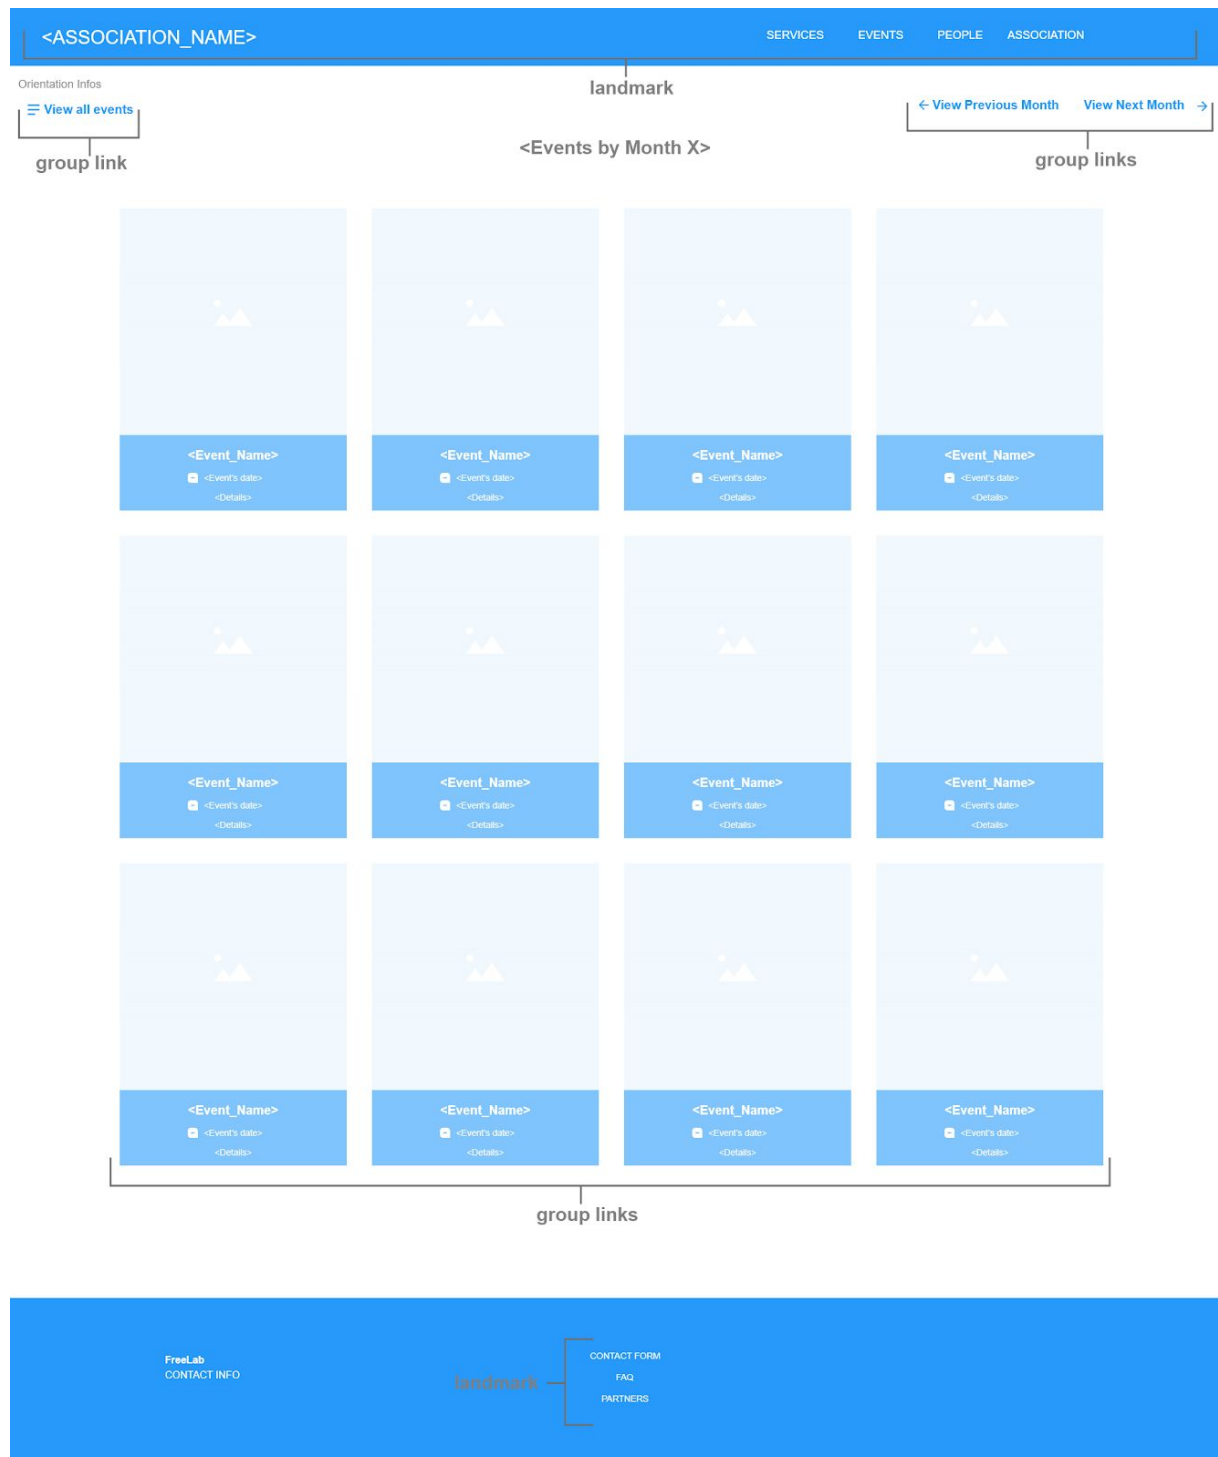 <ASSOCIATION_NAME> SERVICES EVENTS PEOPLE ASSOCIATION
landmark
Orientation Infos
View all events
← View Previous Month View Next Month →
group link
<Events by Month X>
group links
<Event_Name> <Event_Name> <Event_Name> <Event_Name>
<Event's date> <Event's date> <Event's date> <Event's date>
<Details> <Details> <Details> <Details>
<Event_Name> <Event_Name> <Event_Name> <Event_Name>
<Event's date> <Event's date> <Event's date> <Event's date>
<Details> <Details> <Details> <Details>
<Event_Name> <Event_Name> <Event_Name> <Event_Name>
<Event's date> <Event's date> <Event's date> <Event's date>
<Details> <Details> <Details> <Details>
group links
FreeLab
CONTACT INFO
landmark
CONTACT FORM
FAQ
PARTNERS